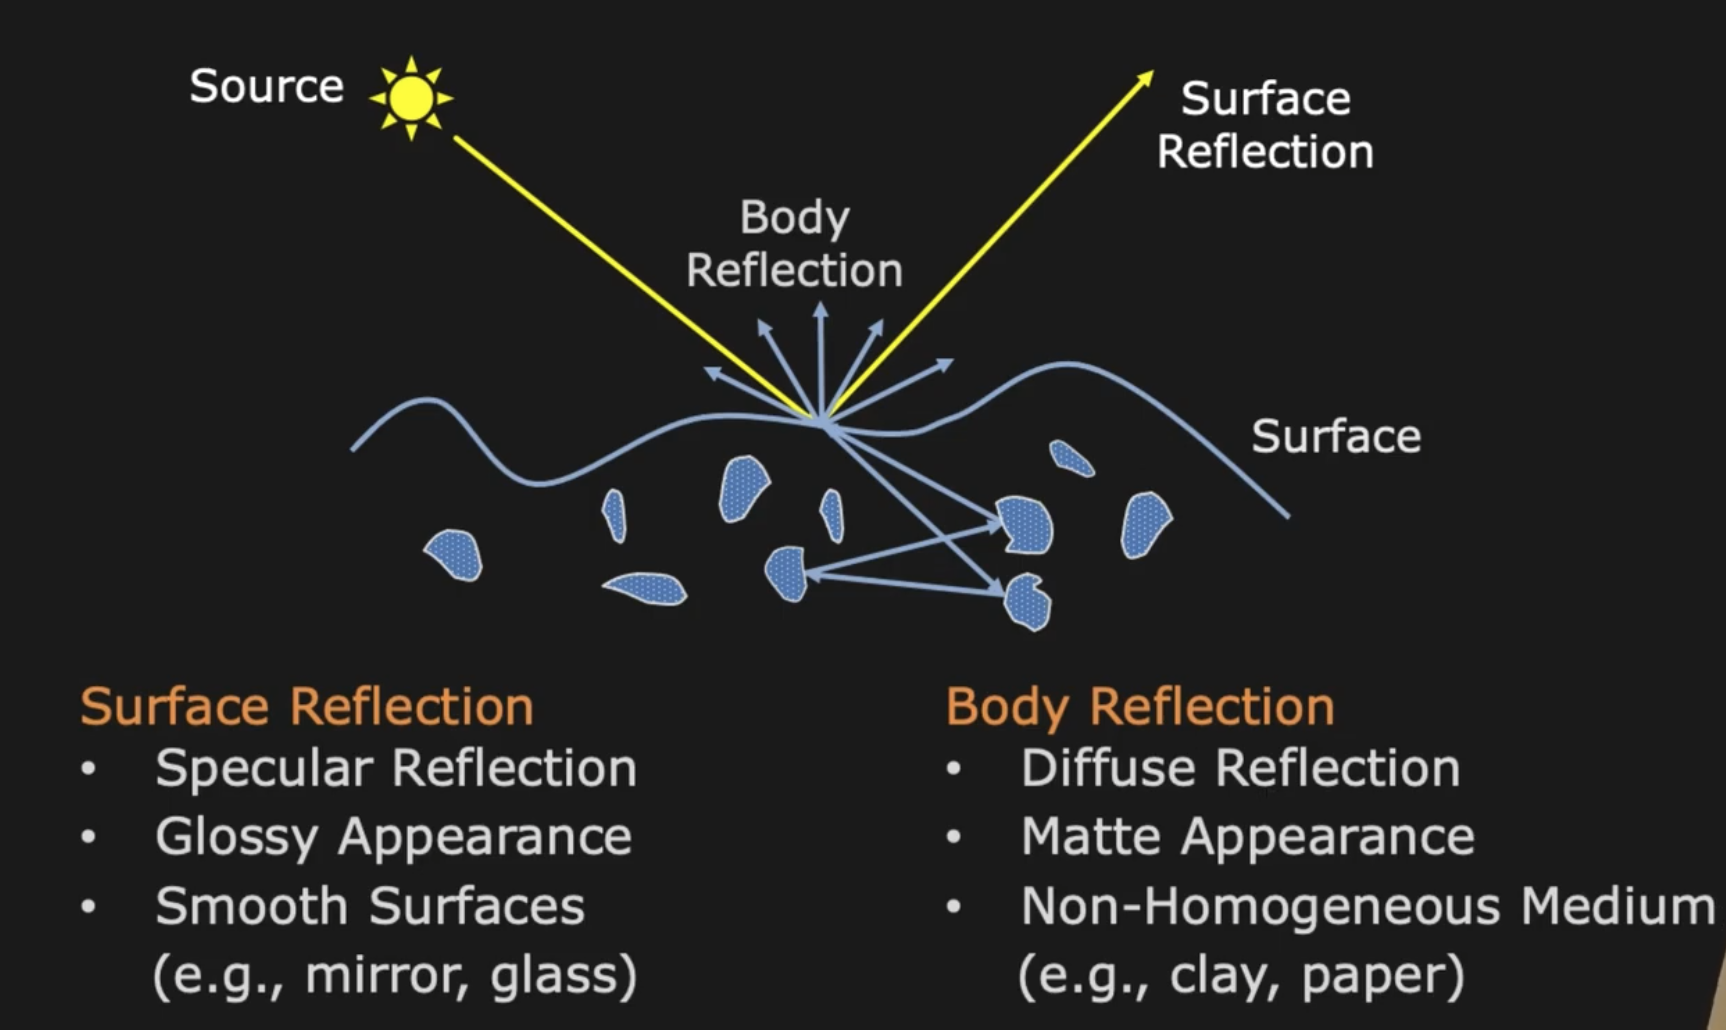 Source
Surface
Reflection
Body
Reflection
Surface
Surface Reflection
• Specular Reflection
• Glossy Appearance
• Smooth Surfaces
(e.g., mirror, glass)
Body Reflection
• Diffuse Reflection
• Matte Appearance
• Non-Homogeneous Medium
(e.g., clay, paper)